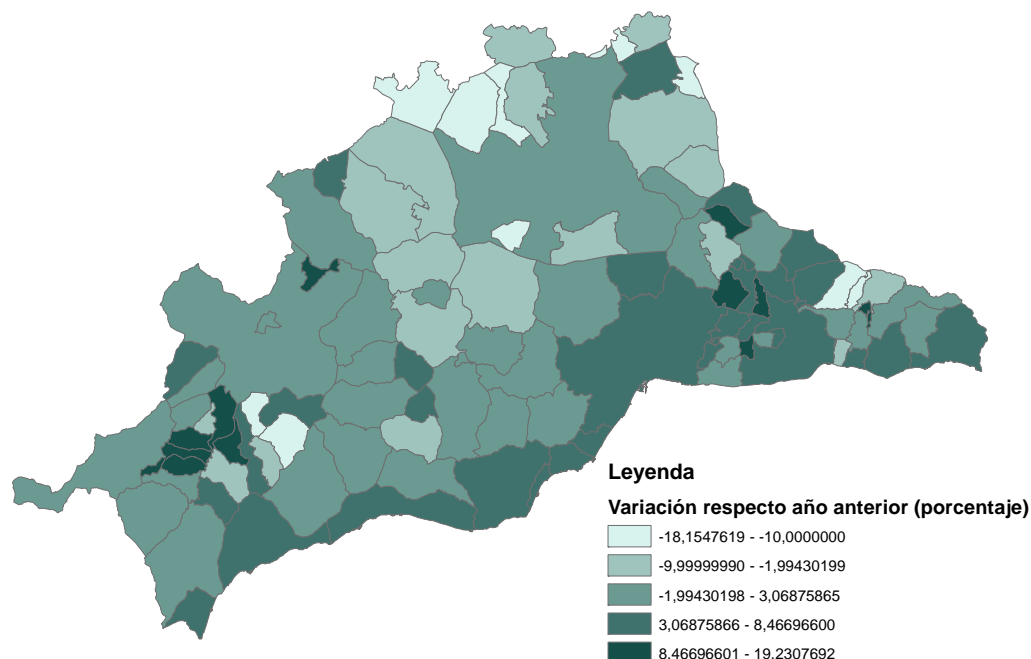 Leyenda
Variación respecto año anterior (porcentaje)
-18,1547619 - -10,0000000
-9,99999990 - -1,99430199
-1,99430198 - 3,06875865
3,06875866 - 8,46696600
8,46696601 - 19,2307692